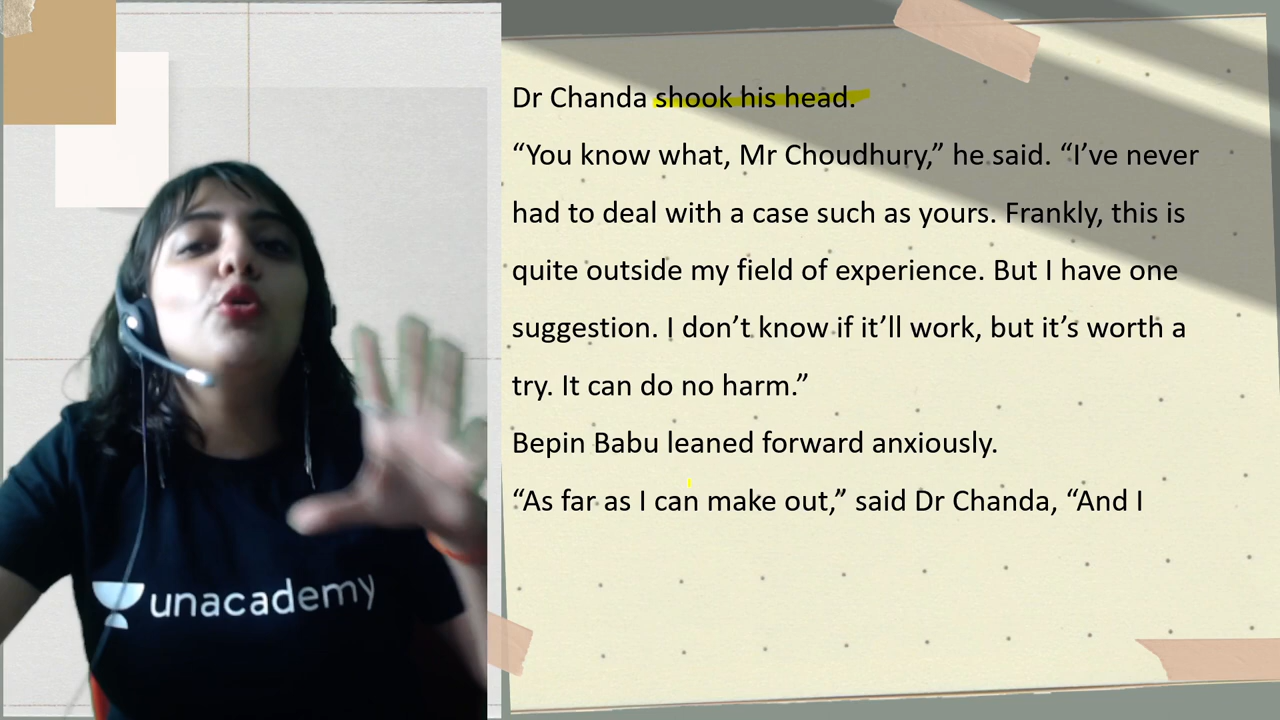 Dr Chanda shook his head.
“You know what, Mr Choudhury,” he said. “I’ve never
had to deal with a case such as yours. Frankly, this is
quite outside my field of experience. But I have one
suggestion. I don’t know if it’ll work, but it’s worth a
try. It can do no harm.”
Bepin Babu leaned forward anxiously.
“As far as I can make out,” said Dr Chanda, “And I
unacademy